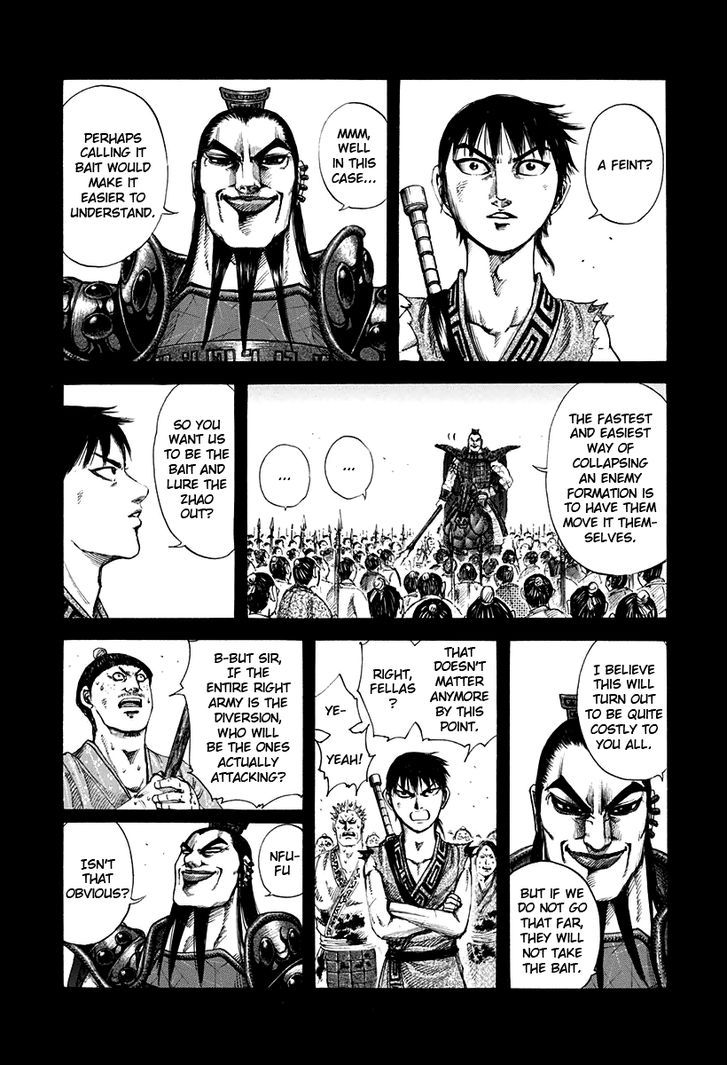 A FEINT?
MMM,
WELL
IN THIS
CASE...
PERHAPS
CALLING IT
BAIT WOULD
MAKE IT
EASIER TO
UNDERSTAND.
THE FASTEST
AND EASIEST
WAY OF
COLLAPSING
AN ENEMY
FORMATION IS
TO HAVE THEM
MOVE IT THEM-
SELVES.
...
...
SO YOU
WANT US
TO BE THE
BAIT AND
LURE THE
ZHAO
OUT?
I BELIEVE
THIS WILL
TURN OUT
TO BE QUITE
COSTLY TO
YOU ALL.
BUT IF WE
DO NOT GO
THAT FAR,
THEY WILL
NOT TAKE
THE BAIT.
THAT
DOESN'T
MATTER
ANYMORE
BY THIS
POINT.
RIGHT,
FELLAS
?
YE-
YEAH!
B-BUT SIR,
IF THE
ENTIRE RIGHT
ARMY IS THE
DIVERSION,
WHO WILL
BE THE ONES
ACTUALLY
ATTACKING?
NFU-
FU
ISN'T
THAT
OBVIOUS?